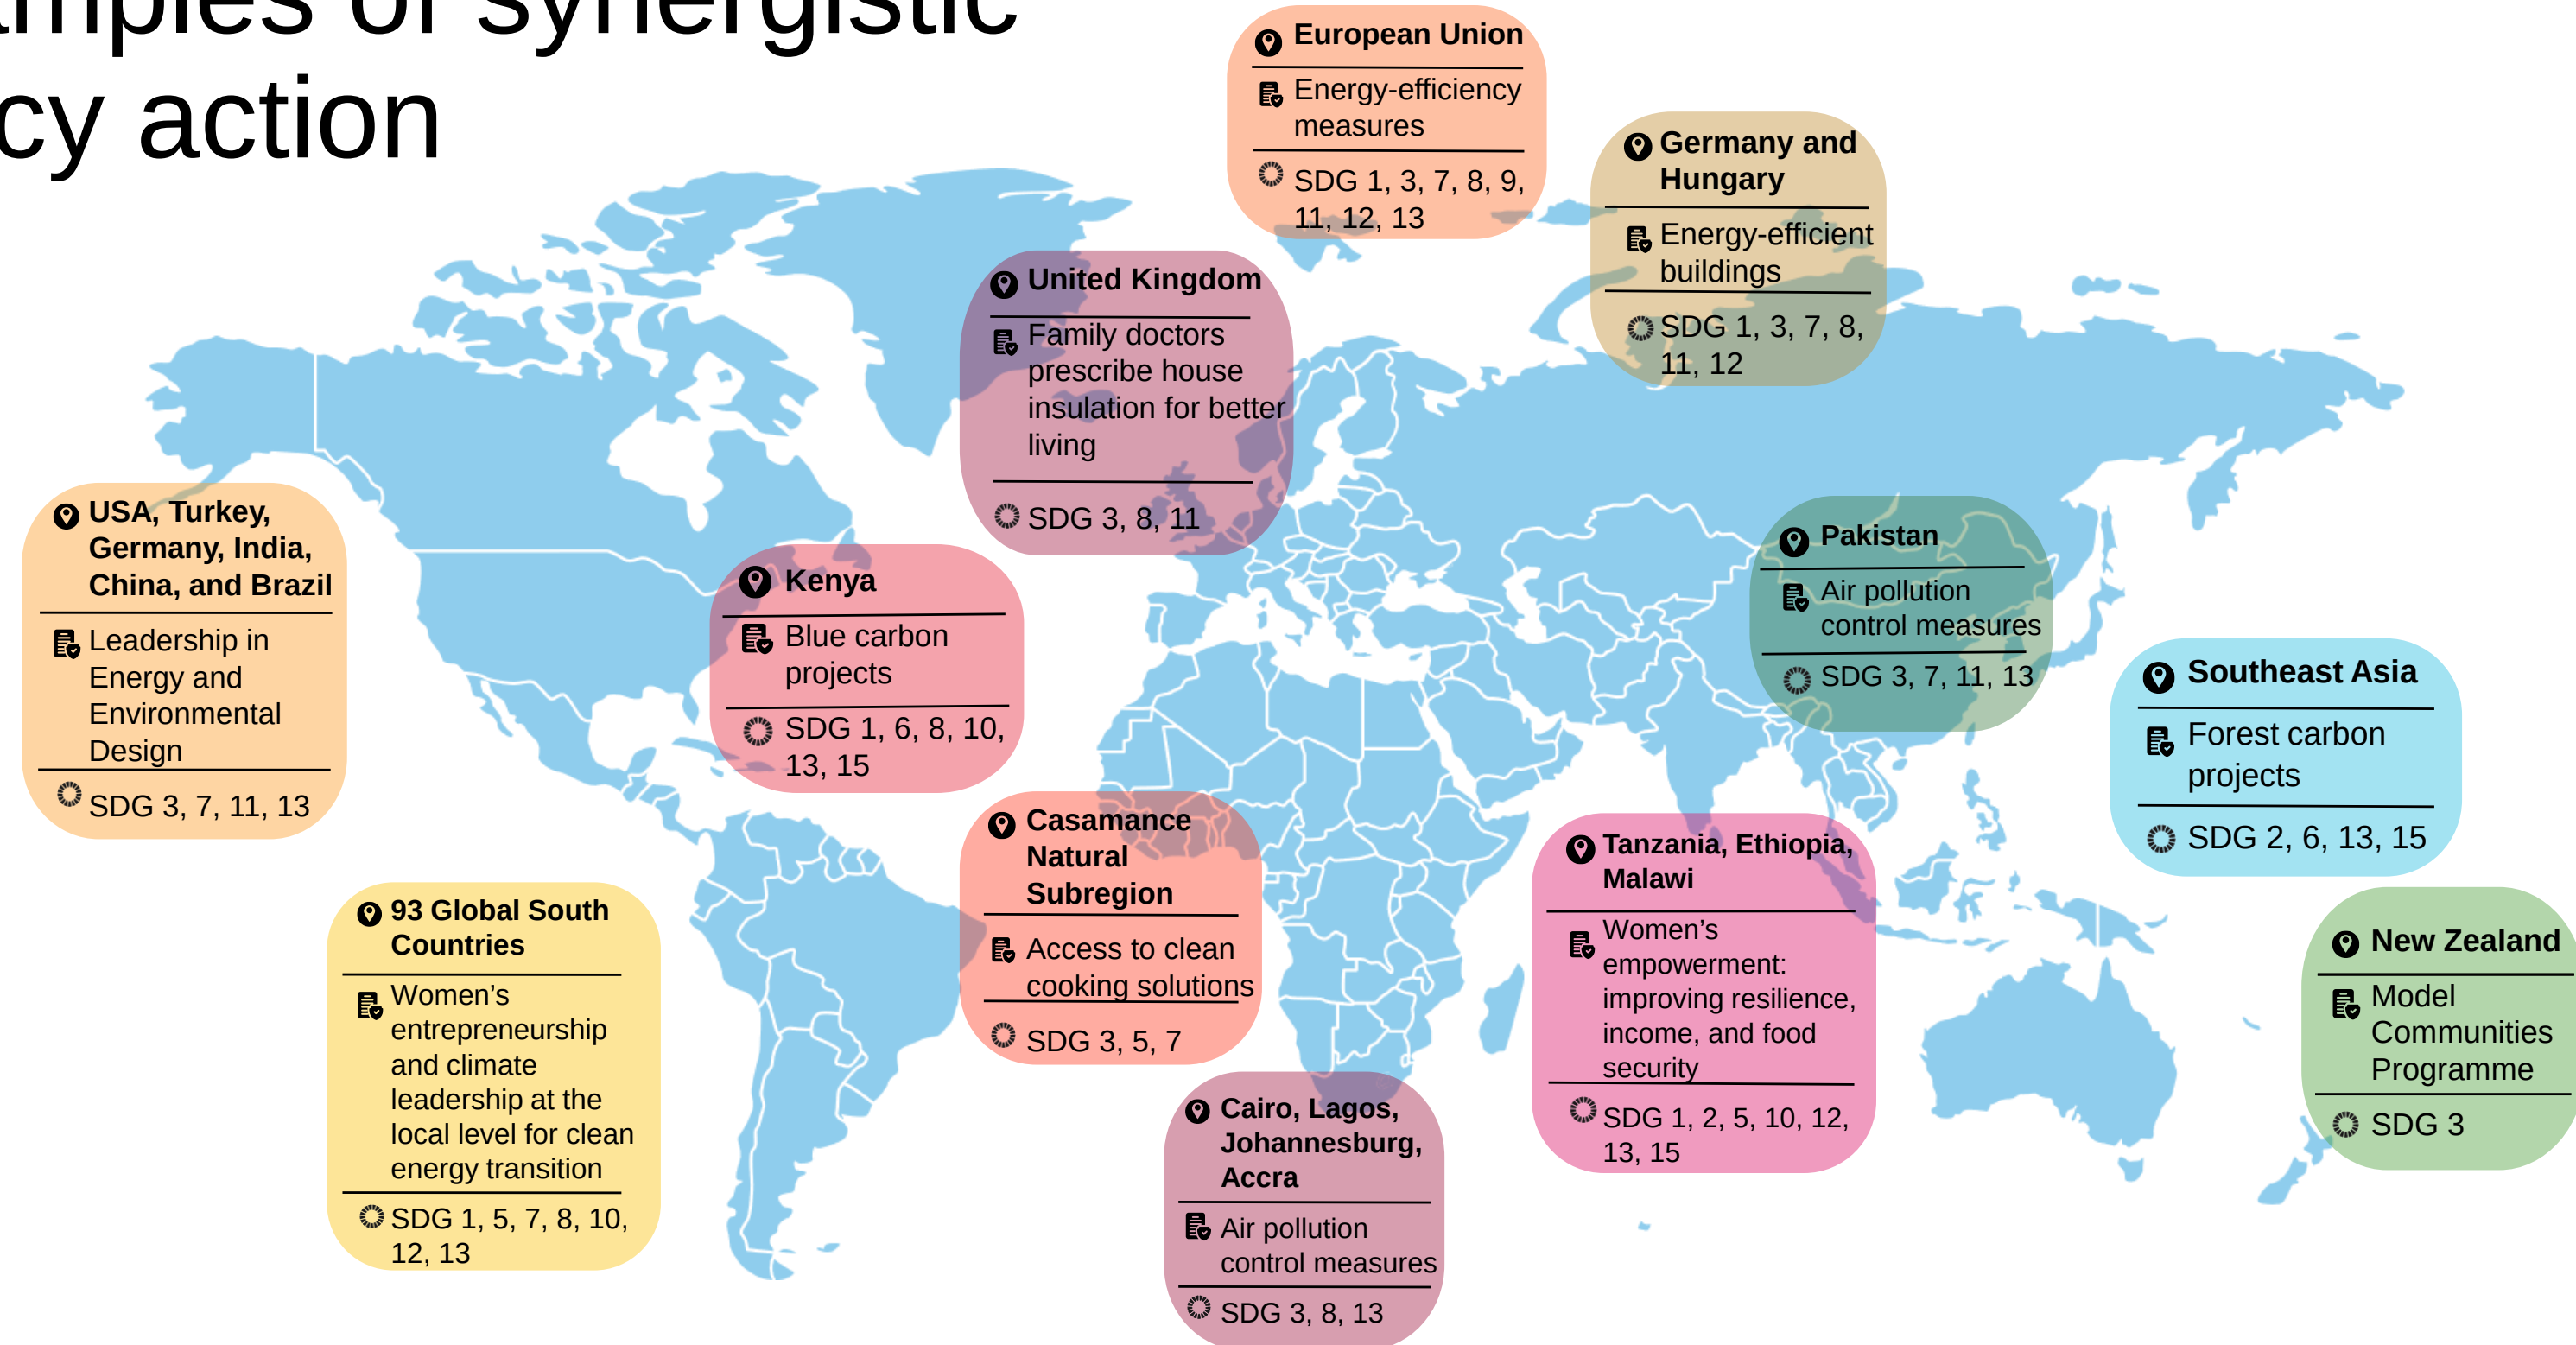 of synergistic
action
European Union
Energy-efficiency
measures
SDG 1, 3, 7, 8, 9,
11, 12, 13
Germany and
Hungary
Energy-efficient
buildings
SDG 1, 3, 7, 8,
11, 12
United Kingdom
Family doctors
prescribe house
insulation for better
living
SDG 3, 8, 11
USA, Turkey,
Germany, India,
China, and Brazil
Leadership in
Energy and
Environmental
Design
SDG 3, 7, 11, 13
Kenya
Blue carbon
projects
SDG 1, 6, 8, 10,
13, 15
Pakistan
Air pollution
control measures
SDG 3, 7, 11, 13
Southeast Asia
Forest carbon
projects
SDG 2, 6, 13, 15
93 Global South
Countries
Women’s
entrepreneurship
and climate
leadership at the
local level for clean
energy transition
SDG 1, 5, 7, 8, 10,
12, 13
Casamance
Natural
Subregion
Access to clean
cooking solutions
SDG 3, 5, 7
Cairo, Lagos,
Johannesburg,
Accra
Air pollution
control measures
SDG 3, 8, 13
Tanzania, Ethiopia,
Malawi
Women’s
empowerment:
improving resilience,
income, and food
security
SDG 1, 2, 5, 10, 12,
13, 15
New Zealand
Model
Communities
Programme
SDG 3